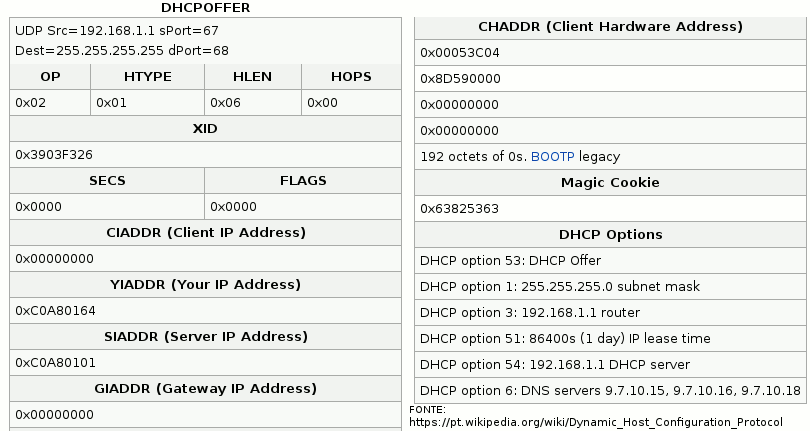 DHCPOFFER
UDP Src=192.168.1.1 sPort=67
Dest=255.255.255.255 dPort=68
OP HTYPE HLEN HOPS
0x02 0x01 0x06 0x00
XID
0x3903F326
SECS FLAGS
0x0000 0x0000
CIADDR (Client IP Address)
0x00000000
YIADDR (Your IP Address)
0xC0A80164
SIADDR (Server IP Address)
0xC0A80101
GIADDR (Gateway IP Address)
0x00000000
CHADDR (Client Hardware Address)
0x00053C04
0x8D590000
0x00000000
0x00000000
192 octets of 0s. BOOTP legacy
Magic Cookie
0x63825363
DHCP Options
DHCP option 53: DHCP Offer
DHCP option 1: 255.255.255.0 subnet mask
DHCP option 3: 192.168.1.1 router
DHCP option 51: 86400s (1 day) IP lease time
DHCP option 54: 192.168.1.1 DHCP server
DHCP option 6: DNS servers 9.7.10.15, 9.7.10.16, 9.7.10.18
FONTE:
https://pt.wikipedia.org/wiki/Dynamic_Host_Configuration_Protocol